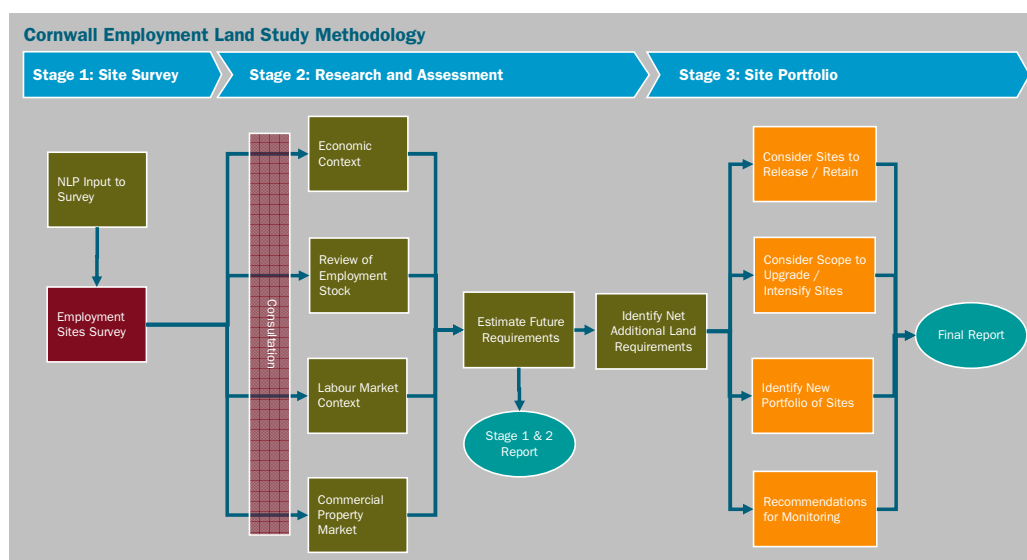 Cornwall Employment Land Study Methodology
Stage 1: Site Survey
Stage 2: Research and Assessment
Stage 3: Site Portfolio
NLP Input to
Survey
Employment
Sites Survey
Consultation
Economic
Context
Review of
Employment
Stock
Labour Market
Context
Commercial
Property
Market
Estimate Future
Requirements
Stage 1 & 2
Report
Identify Net
Additional Land
Requirements
Consider Sites to
Release / Retain
Consider Scope to
Upgrade /
Intensify Sites
Identify New
Portfolio of Sites
Recommendations
for Monitoring
Final Report